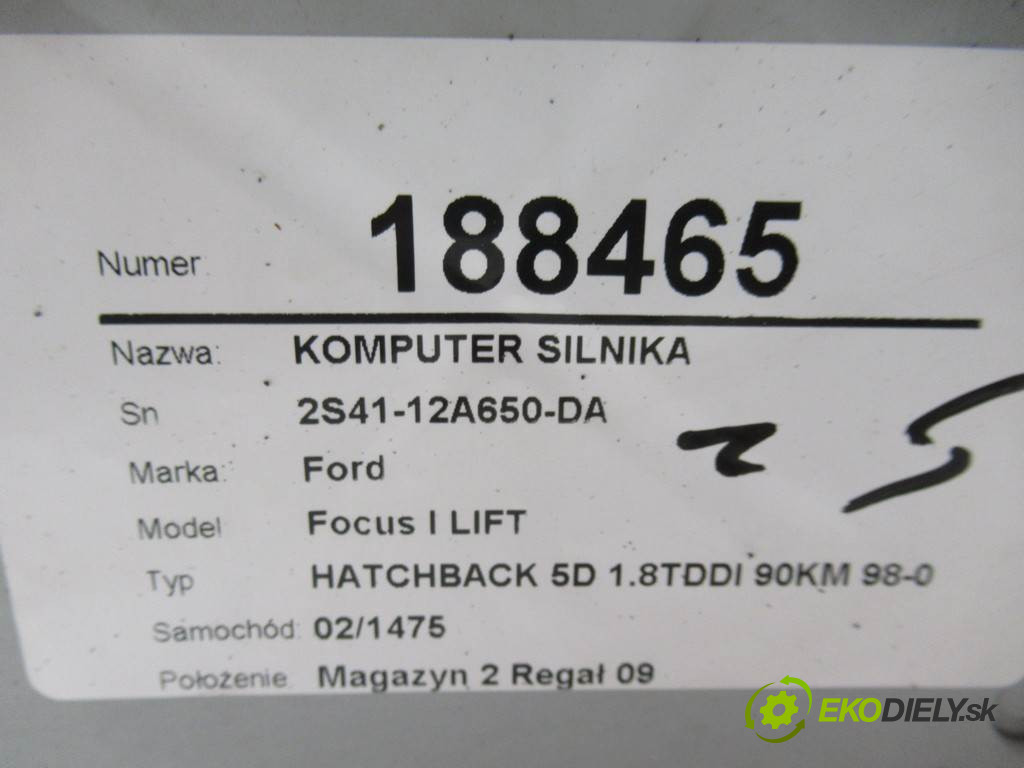 Numer 188465
Nazwa: KOMPUTER SILNIKA
Sn 2S41-12A650-DA
Marka: Ford
Model Focus I LIFT
Typ HATCHBACK 5D 1.8TDDI 90KM 98-0
Samochód: 02/1475
Położenie Magazyn 2 Regał 09
EKODIELY.sk